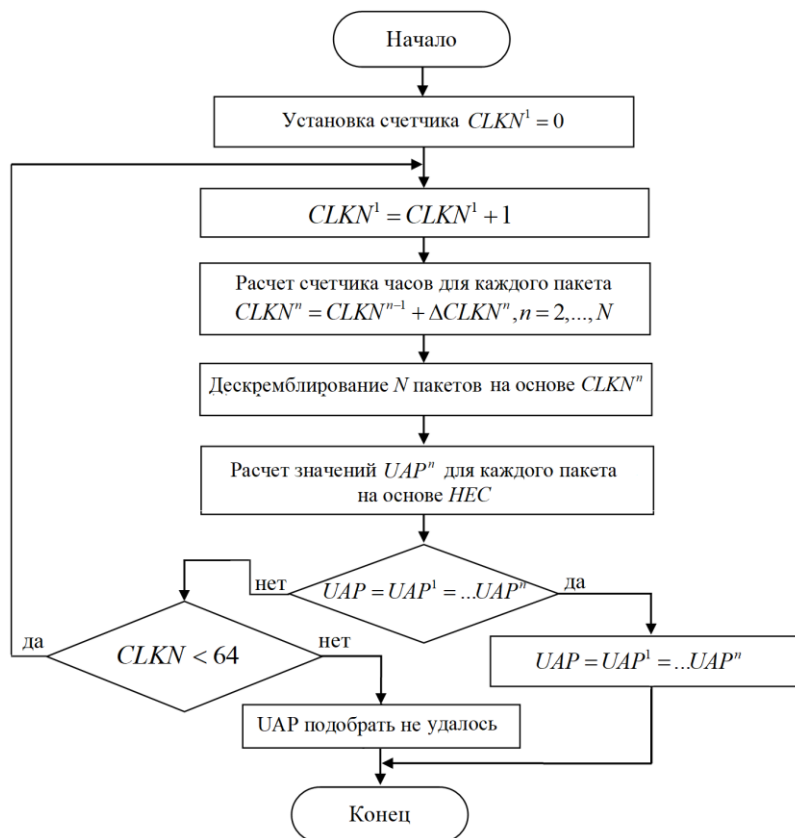 Начало
Установка счетчика CLKN¹ = 0
CLKN¹ = CLKN¹ + 1
Расчет счетчика часов для каждого пакета
CLKNⁿ = CLKNⁿ⁻¹ + ΔCLKNⁿ, n = 2,..., N
Дескремблирование N пакетов на основе CLKNⁿ
Расчет значений UAPⁿ для каждого пакета
на основе HEC
нет
UAP = UAP¹ = ...UAPⁿ
да
да
CLKN < 64
нет
UAP = UAP¹ = ...UAPⁿ
UAP подобрать не удалось
Конец